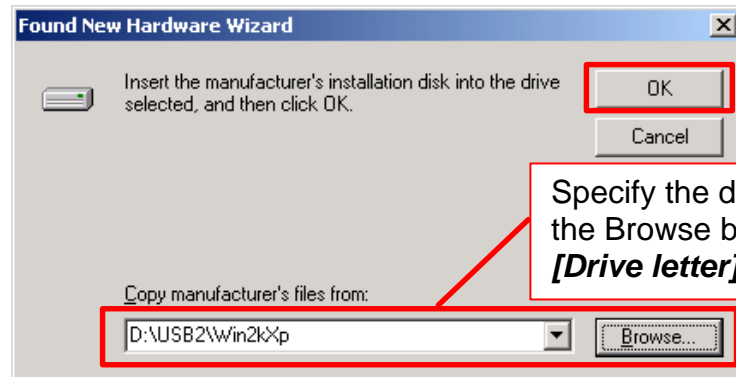 Found New Hardware Wizard
Insert the manufacturer's installation disk into the drive
selected, and then click OK.
OK
Cancel
Specify the d
the Browse b
[Drive letter]
Copy manufacturer's files from:
D:\USB2\Win2kXp
Browse...